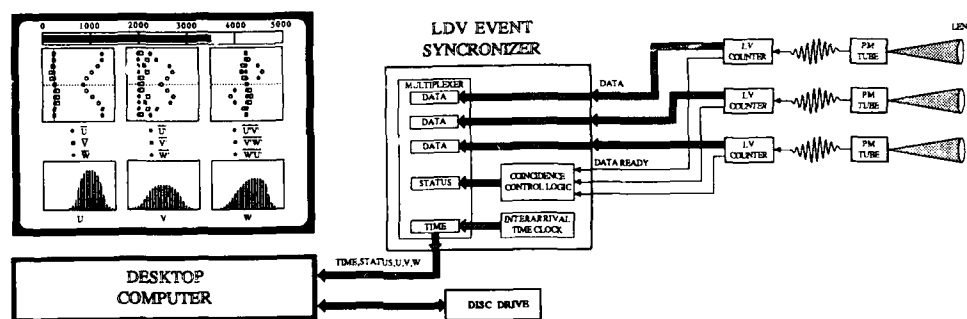 0 1000 2000 3000 4000 5000
U̅ U̅ U̅V̅
V̅ V̅ V̅W̅
W̅ W̅ W̅U̅
U V W
LDV EVENT
SYNCRONIZER
MULTIPLEXER
DATA
DATA
DATA
STATUS
TIME
COINCIDENCE
CONTROL LOGIC
INTERARRIVAL
TIME CLOCK
DATA
DATA READY
LV
COUNTER
PM
TUBE
LV
COUNTER
PM
TUBE
LV
COUNTER
PM
TUBE
TIME,STATUS,U,V,W
DESKTOP
COMPUTER
DISC DRIVE